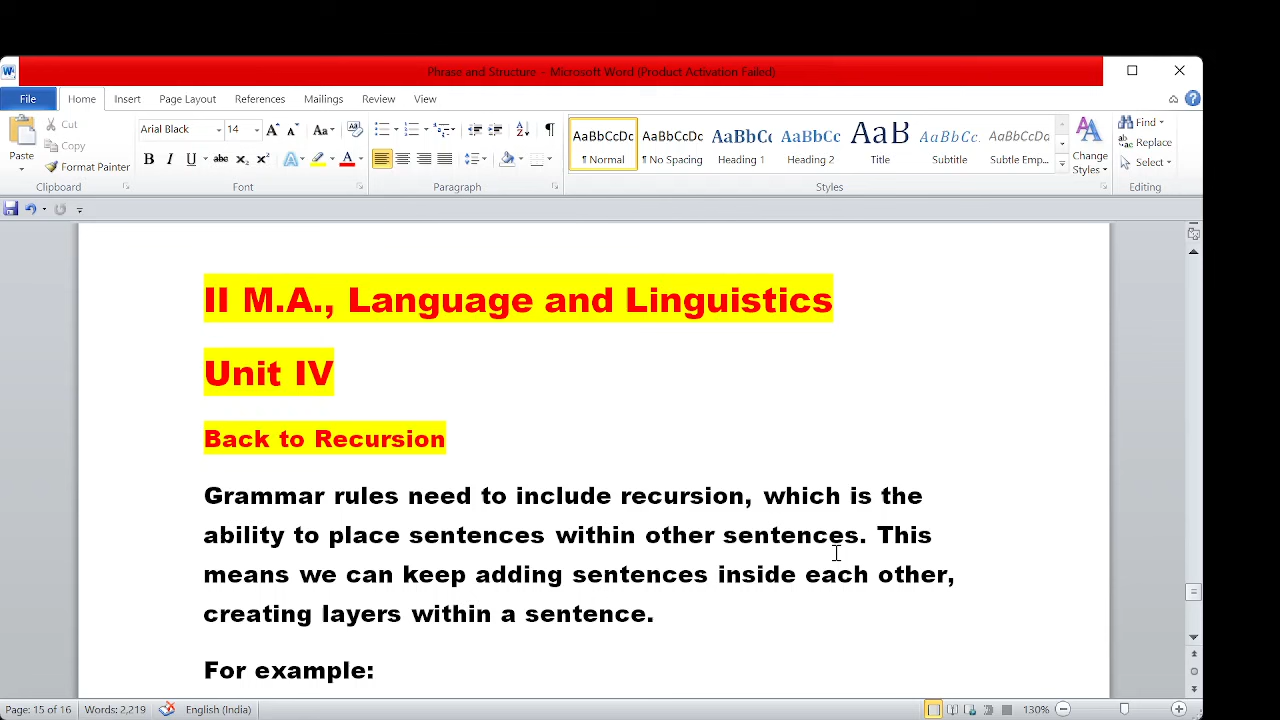 Phrase and Structure - Microsoft Word (Product Activation Failed)
File Home Insert Page Layout References Mailings Review View
Cut
Copy
Format Painter
Paste
Clipboard
Arial Black 14
Font
Paragraph
AaBbCcDc AaBbCcDc AaBbCc AaBbCc AaB AaBbCc. AaBbCcDc
¶ Normal ¶ No Spacing Heading 1 Heading 2 Title Subtitle Subtle Emp...
Styles
Change Styles
Find
Replace
Select
Editing
II M.A., Language and Linguistics
Unit IV
Back to Recursion
Grammar rules need to include recursion, which is the
ability to place sentences within other sentences. This
means we can keep adding sentences inside each other,
creating layers within a sentence.
For example:
Page: 15 of 16 Words: 2,219 English (India) 130%